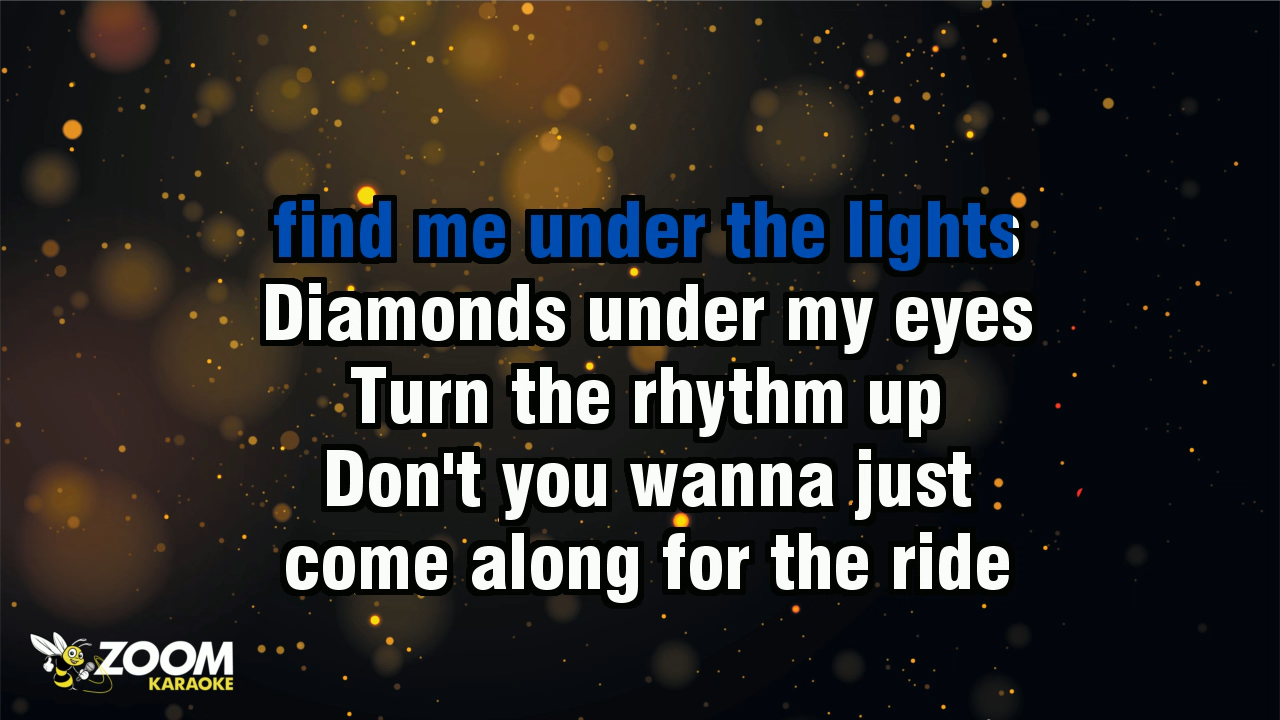 find me under the lights
Diamonds under my eyes
Turn the rhythm up
Don't you wanna just
come along for the ride
ZOOM
KARAOKE